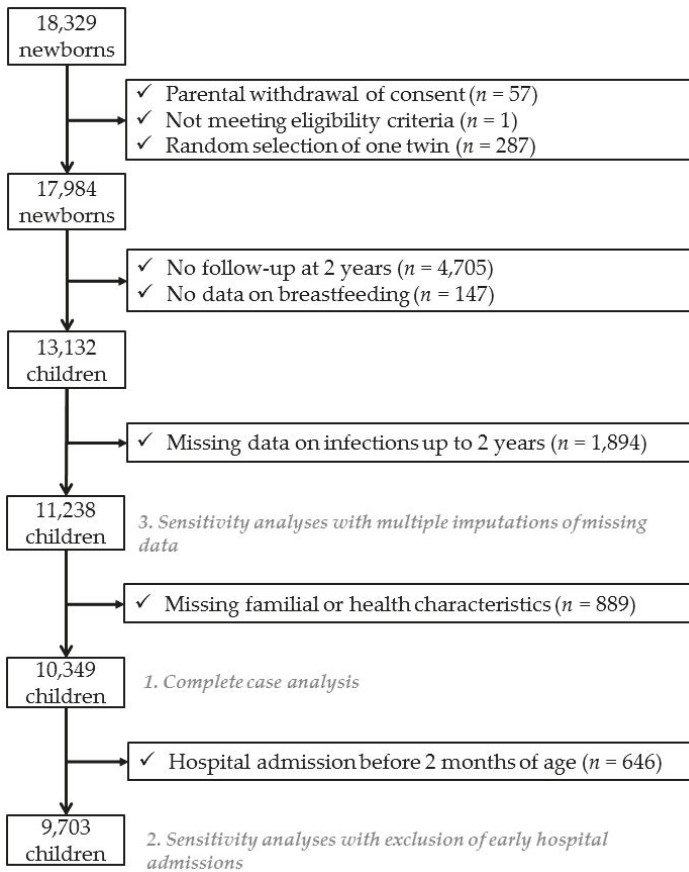 18,329
newborns
✓ Parental withdrawal of consent (n = 57)
✓ Not meeting eligibility criteria (n = 1)
✓ Random selection of one twin (n = 287)
17,984
newborns
✓ No follow-up at 2 years (n = 4,705)
✓ No data on breastfeeding (n = 147)
13,132
children
✓ Missing data on infections up to 2 years (n = 1,894)
11,238
children
3. Sensitivity analyses with multiple imputations of missing
data
✓ Missing familial or health characteristics (n = 889)
10,349
children
1. Complete case analysis
✓ Hospital admission before 2 months of age (n = 646)
9,703
children
2. Sensitivity analyses with exclusion of early hospital
admissions